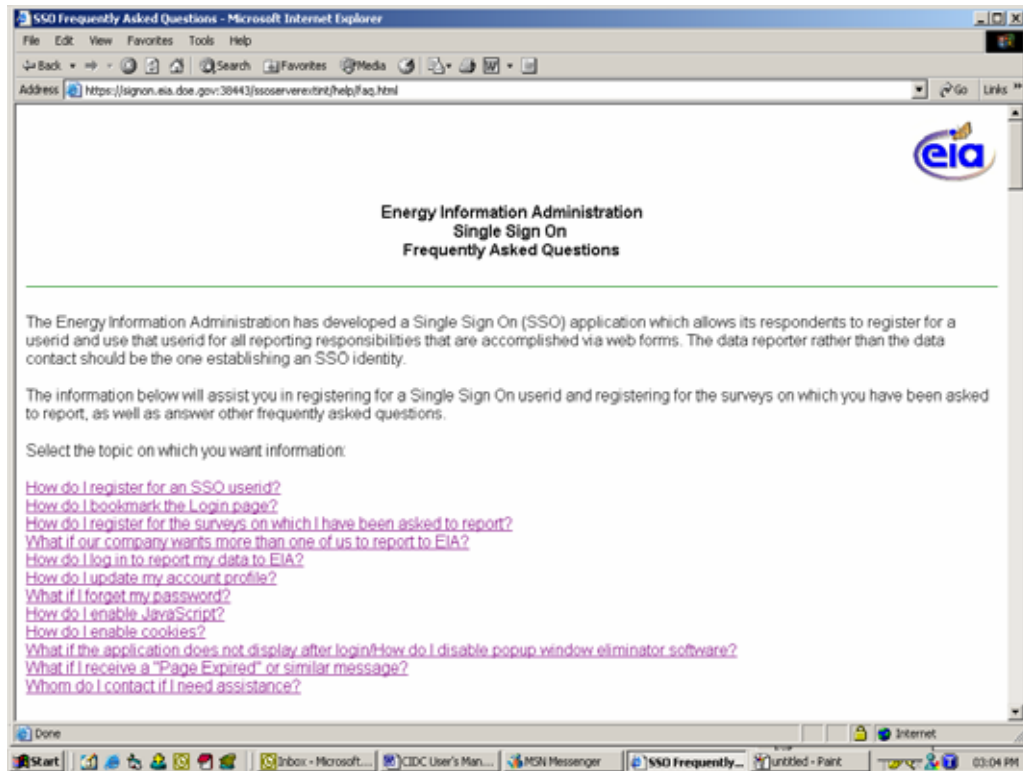 SSO Frequently Asked Questions - Microsoft Internet Explorer
File Edit View Favorites Tools Help
Back Search Favorites Media
Address https://signon.eia.doe.gov:38443/ssoserverextint/help/faq.html Go Links »
eia
Energy Information Administration
Single Sign On
Frequently Asked Questions
The Energy Information Administration has developed a Single Sign On (SSO) application which allows its respondents to register for a
userid and use that userid for all reporting responsibilities that are accomplished via web forms. The data reporter rather than the data
contact should be the one establishing an SSO identity.
The information below will assist you in registering for a Single Sign On userid and registering for the surveys on which you have been asked
to report, as well as answer other frequently asked questions.
Select the topic on which you want information:
How do I register for an SSO userid?
How do I bookmark the Login page?
How do I register for the surveys on which I have been asked to report?
What if our company wants more than one of us to report to EIA?
How do I log in to report my data to EIA?
How do I update my account profile?
What if I forget my password?
How do I enable JavaScript?
How do I enable cookies?
What if the application does not display after login/How do I disable popup window eliminator software?
What if I receive a "Page Expired" or similar message?
Whom do I contact if I need assistance?
Done Internet
Start Inbox - Microsoft... CIDC User's Man... MSN Messenger SSO Frequently... untitled - Paint 03:04 PM